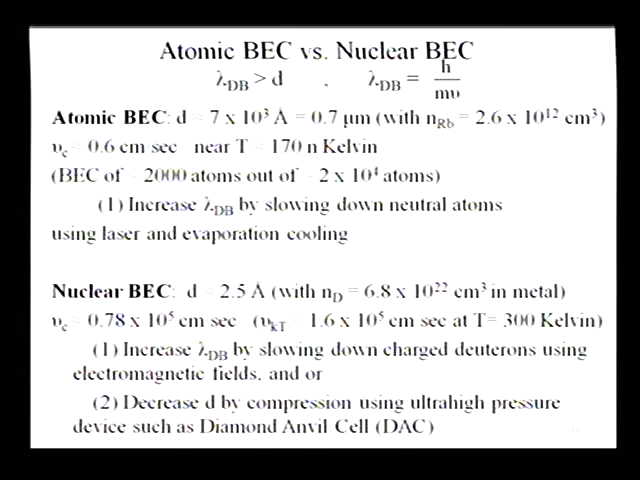 Atomic BEC vs. Nuclear BEC
λDB > d , λDB = h / mυ
Atomic BEC: d ~ 7 x 10³ Å = 0.7 μm (with nRb = 2.6 x 10¹² cm³)
υc ~ 0.6 cm sec near T ~ 170 n Kelvin
(BEC of ~ 2000 atoms out of ~ 2 x 10⁴ atoms)
(1) Increase λDB by slowing down neutral atoms
using laser and evaporation cooling
Nuclear BEC: d ~ 2.5 Å (with nD = 6.8 x 10²² cm³ in metal)
υc ~ 0.78 x 10⁵ cm sec (υkT ~ 1.6 x 10⁵ cm sec at T= 300 Kelvin)
(1) Increase λDB by slowing down charged deuterons using
electromagnetic fields, and or
(2) Decrease d by compression using ultrahigh pressure
device such as Diamond Anvil Cell (DAC)